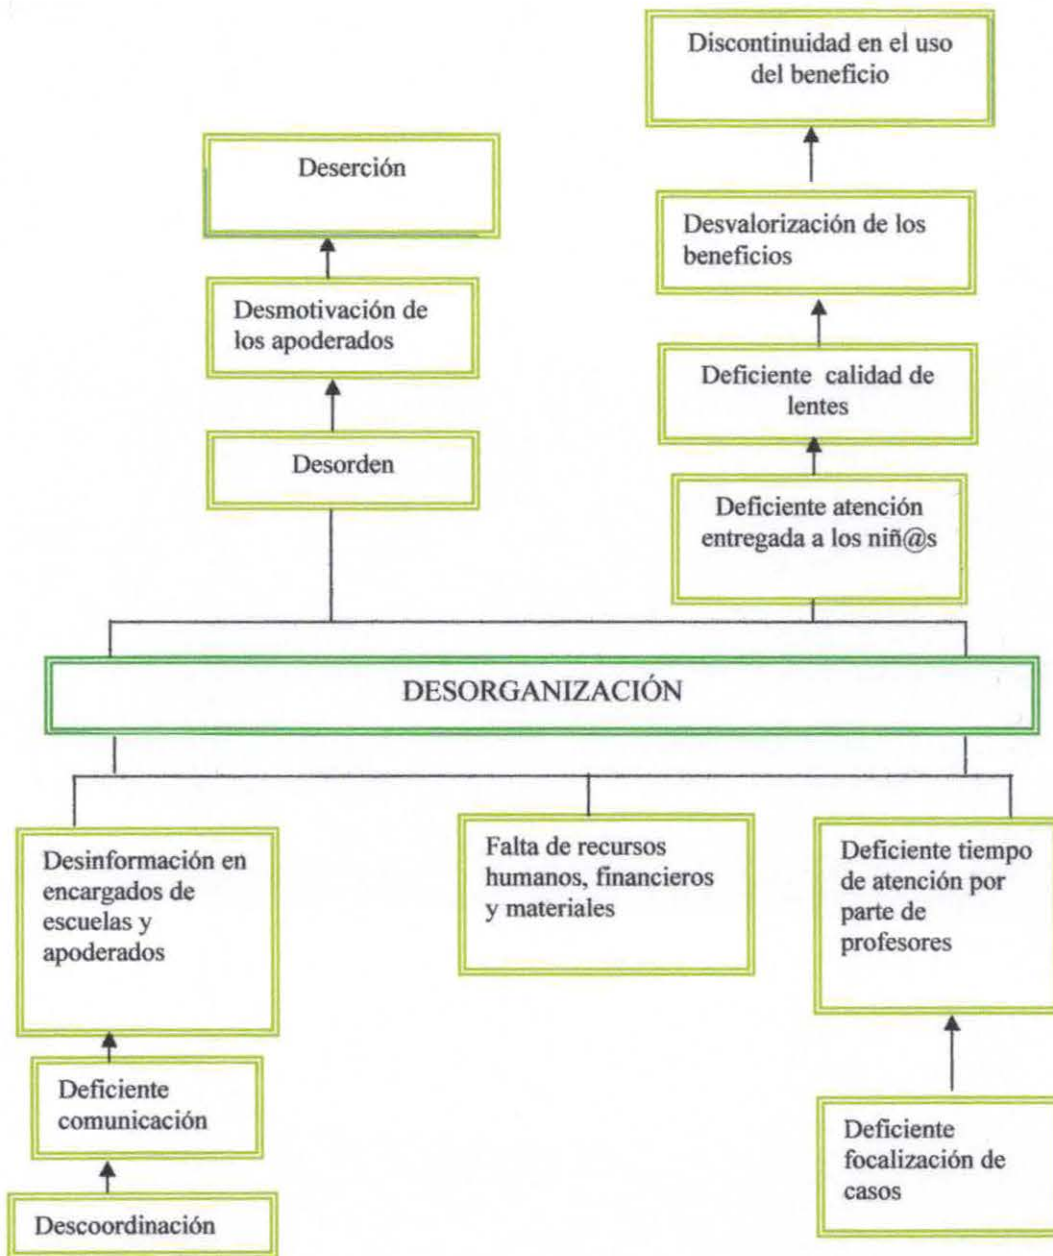 Discontinuidad en el uso
del beneficio
Deserción
Desvalorización de los
beneficios
Desmotivación de
los apoderados
Deficiente calidad de
lentes
Desorden
Deficiente atención
entregada a los niñ@s
DESORGANIZACIÓN
Desinformación en
encargados de
escuelas y
apoderados
Falta de recursos
humanos, financieros
y materiales
Deficiente tiempo
de atención por
parte de
profesores
Deficiente
comunicación
Deficiente
focalización de
casos
Descoordinación